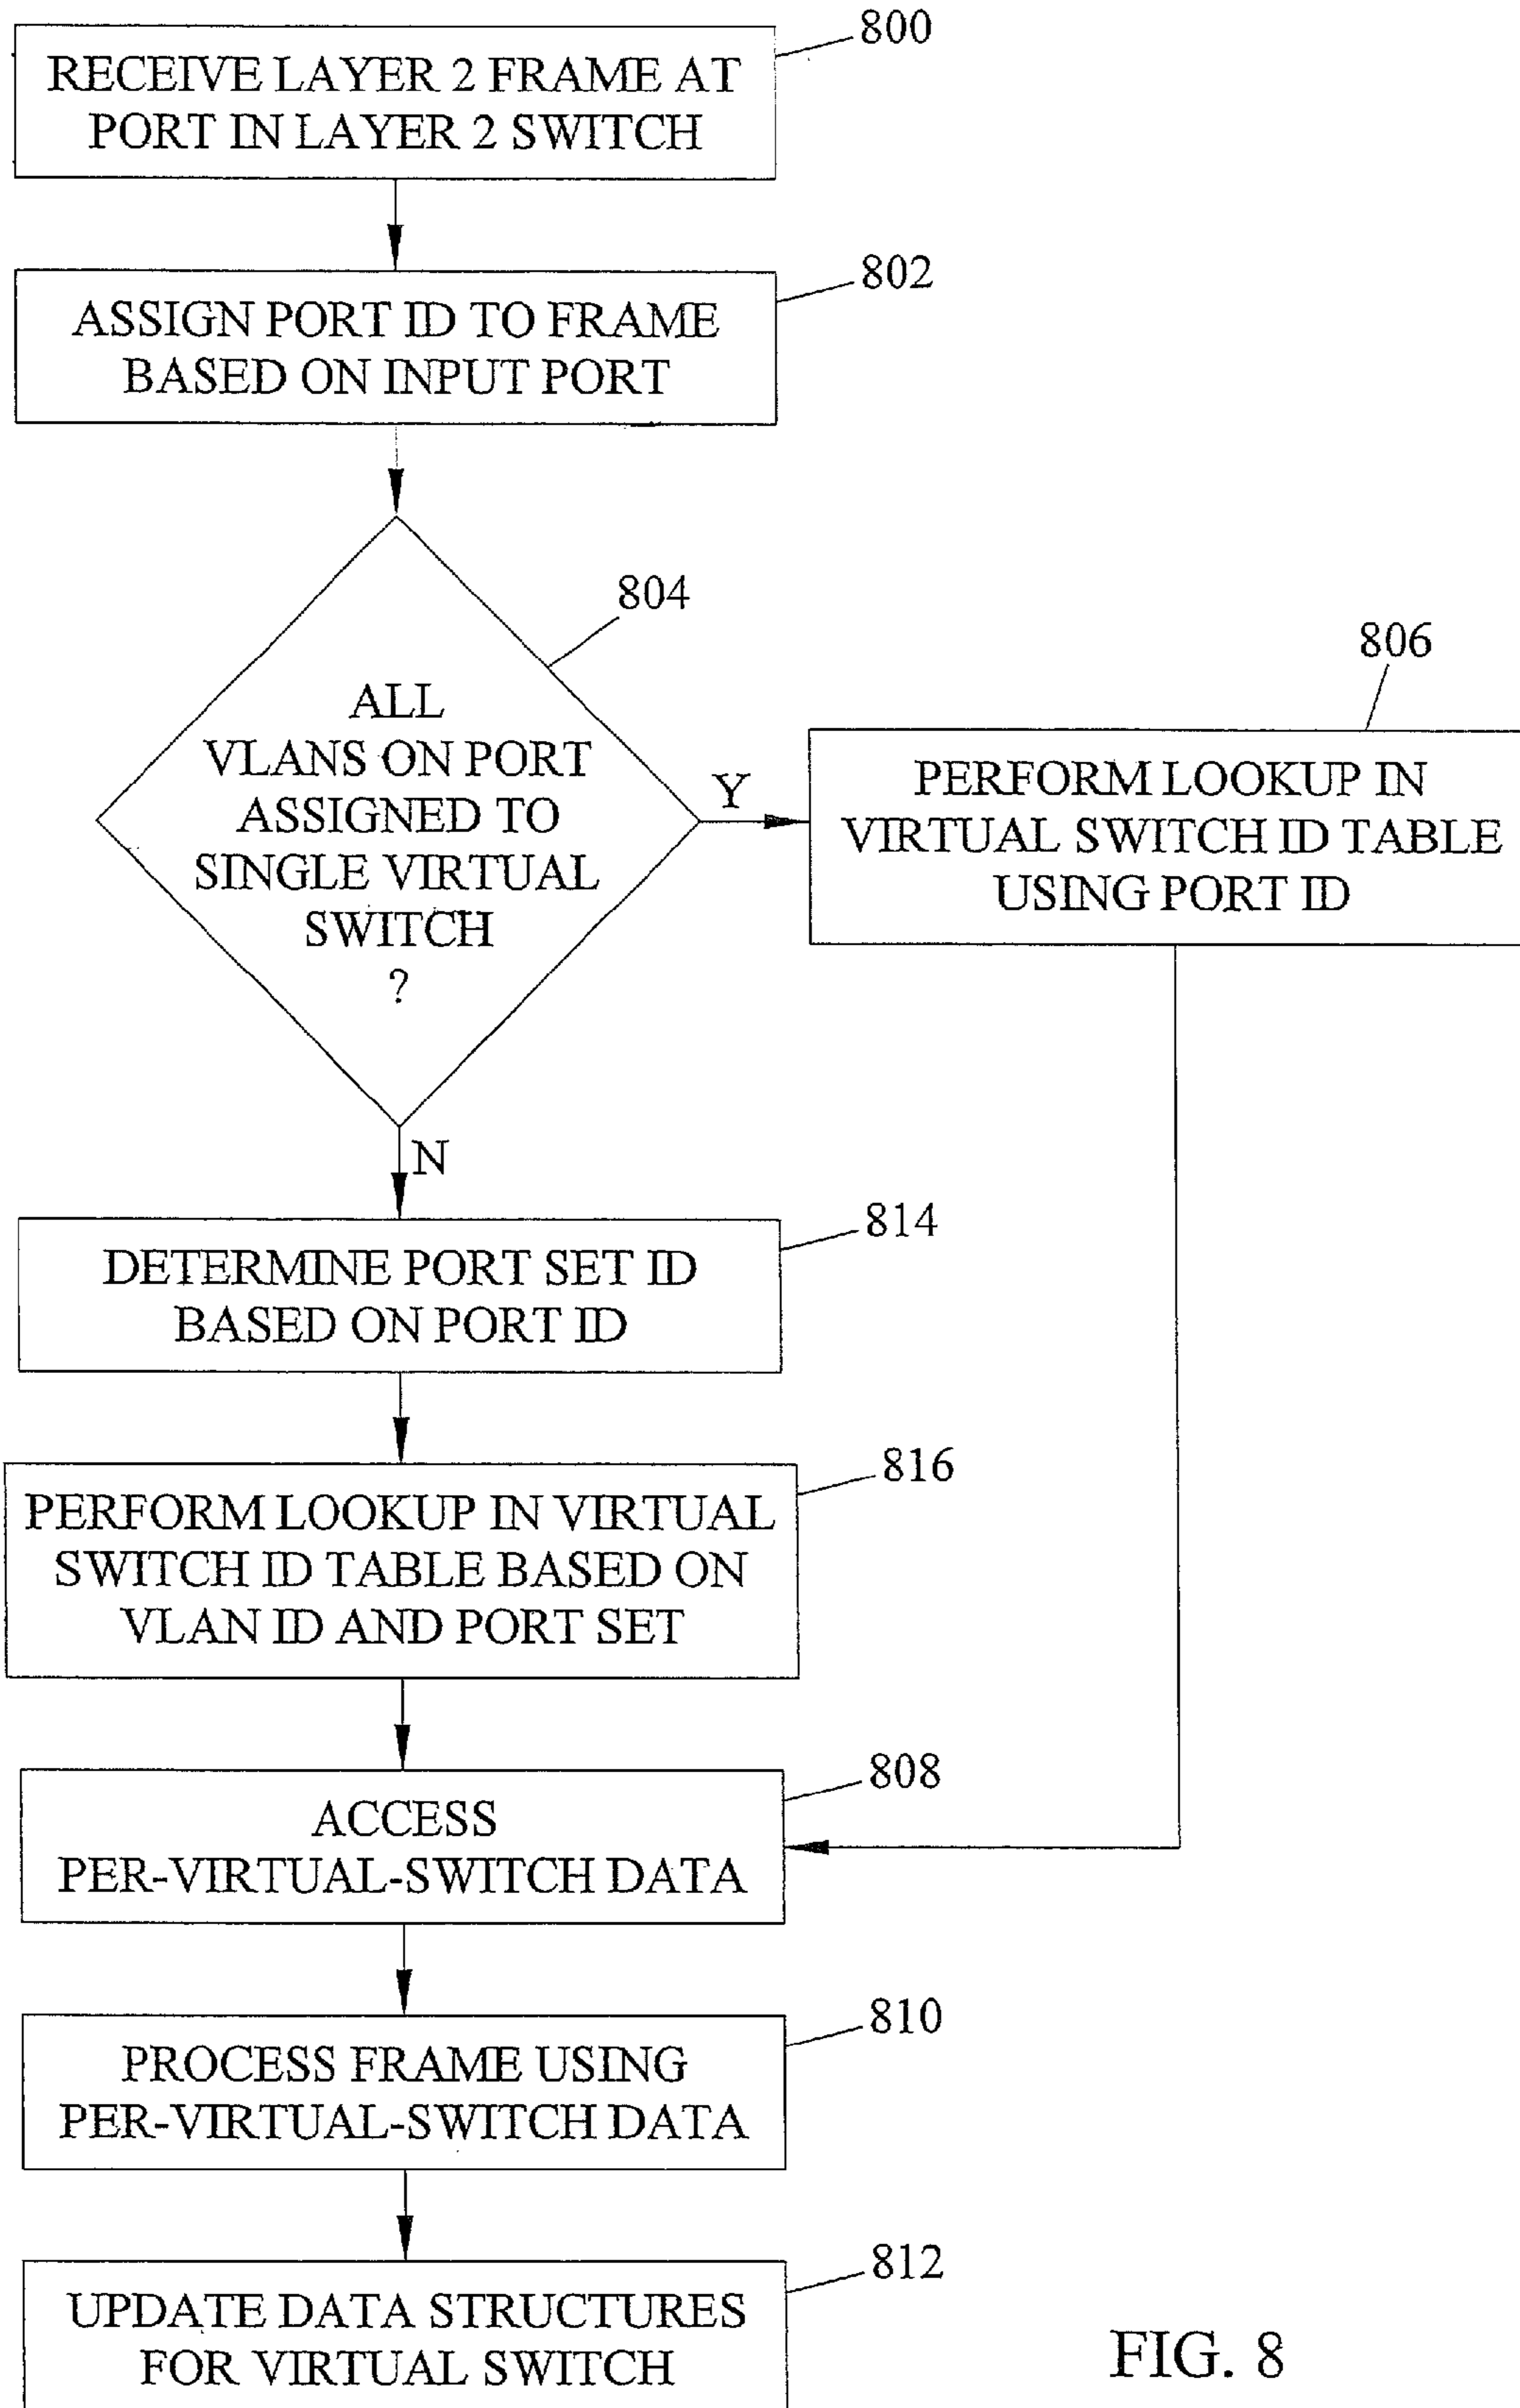 800
RECEIVE LAYER 2 FRAME AT
PORT IN LAYER 2 SWITCH
802
ASSIGN PORT ID TO FRAME
BASED ON INPUT PORT
804
ALL
VLANS ON PORT
ASSIGNED TO
SINGLE VIRTUAL
SWITCH
?
Y
806
PERFORM LOOKUP IN
VIRTUAL SWITCH ID TABLE
USING PORT ID
N
814
DETERMINE PORT SET ID
BASED ON PORT ID
816
PERFORM LOOKUP IN VIRTUAL
SWITCH ID TABLE BASED ON
VLAN ID AND PORT SET
808
ACCESS
PER-VIRTUAL-SWITCH DATA
810
PROCESS FRAME USING
PER-VIRTUAL-SWITCH DATA
812
UPDATE DATA STRUCTURES
FOR VIRTUAL SWITCH
FIG. 8